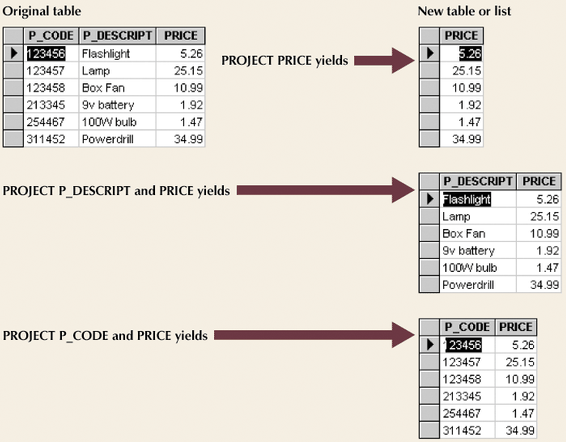 Original table
New table or list
P_CODE P_DESCRIPT PRICE
123456 Flashlight 5.26
123457 Lamp 25.15
123458 Box Fan 10.99
213345 9v battery 1.92
254467 100W bulb 1.47
311452 Powerdrill 34.99
PROJECT PRICE yields
PRICE
5.26
25.15
10.99
1.92
1.47
34.99
PROJECT P_DESCRIPT and PRICE yields
P_DESCRIPT PRICE
Flashlight 5.26
Lamp 25.15
Box Fan 10.99
9v battery 1.92
100W bulb 1.47
Powerdrill 34.99
PROJECT P_CODE and PRICE yields
P_CODE PRICE
123456 5.26
123457 25.15
123458 10.99
213345 1.92
254467 1.47
311452 34.99